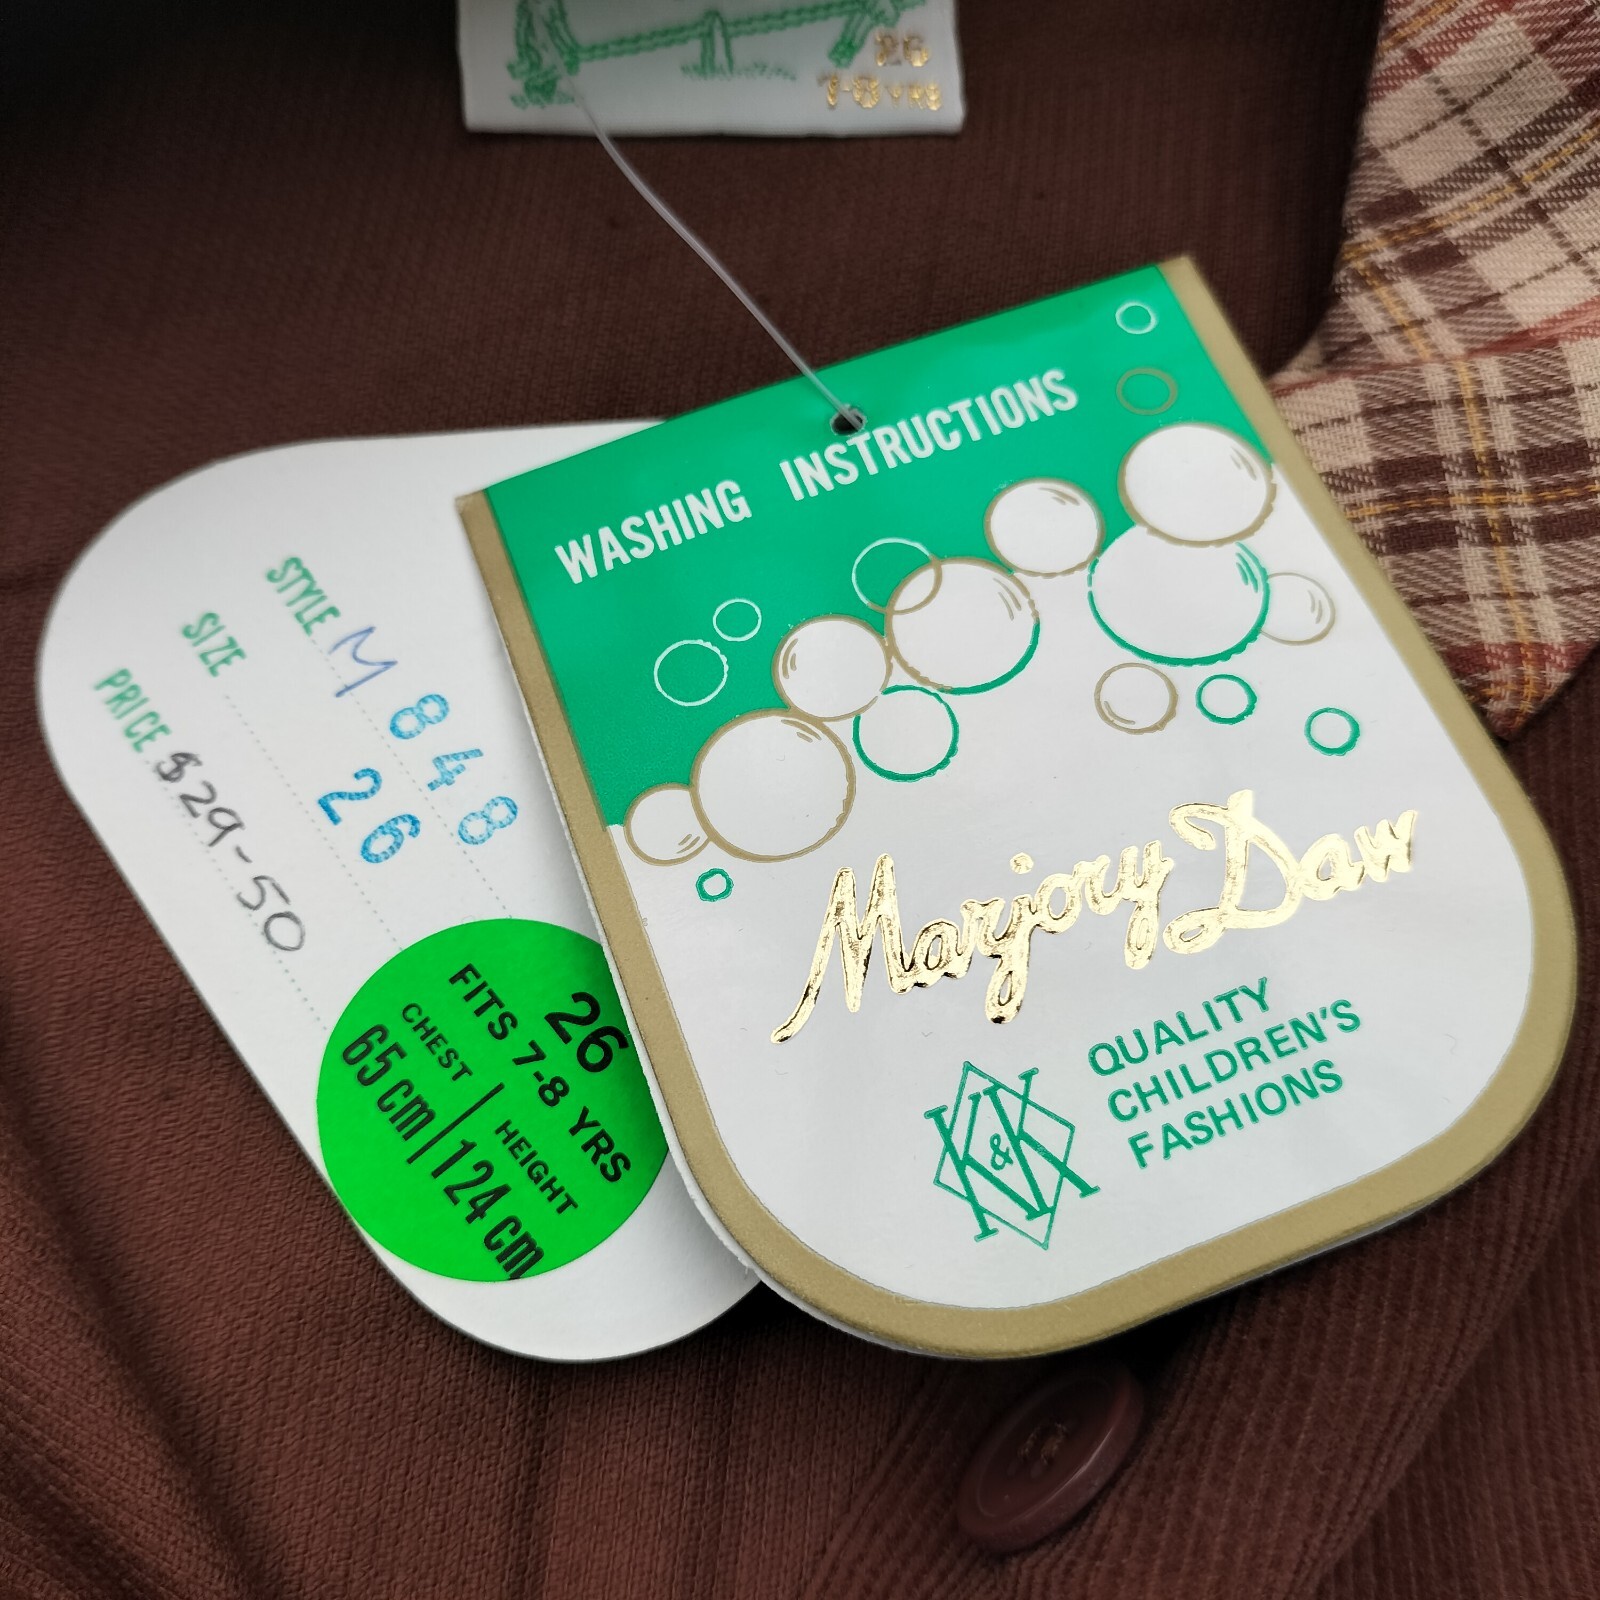 26
7-8 YRS
WASHING INSTRUCTIONS
Marjory Daw
K&K
QUALITY
CHILDREN'S
FASHIONS
STYLE M 848
SIZE 26
PRICE $29-50
26
FITS 7-8 YRS
CHEST HEIGHT
65 cm 124 cm